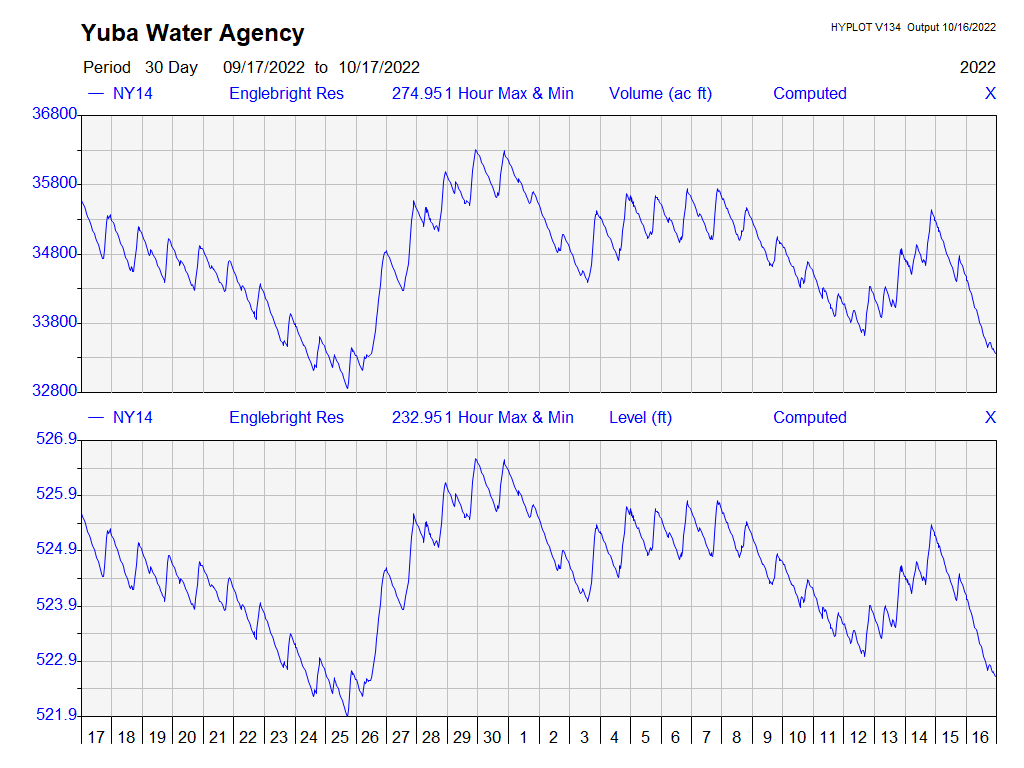 Yuba Water Agency
HYPLOT V134 Output 10/16/2022
Period 30 Day 09/17/2022 to 10/17/2022
2022
NY14 Englebright Res 274.951 Hour Max & Min Volume (ac ft) Computed X
36800
35800
34800
33800
32800
NY14 Englebright Res 232.951 Hour Max & Min Level (ft) Computed X
526.9
525.9
524.9
523.9
522.9
521.9
17 18 19 20 21 22 23 24 25 26 27 28 29 30 1 2 3 4 5 6 7 8 9 10 11 12 13 14 15 16